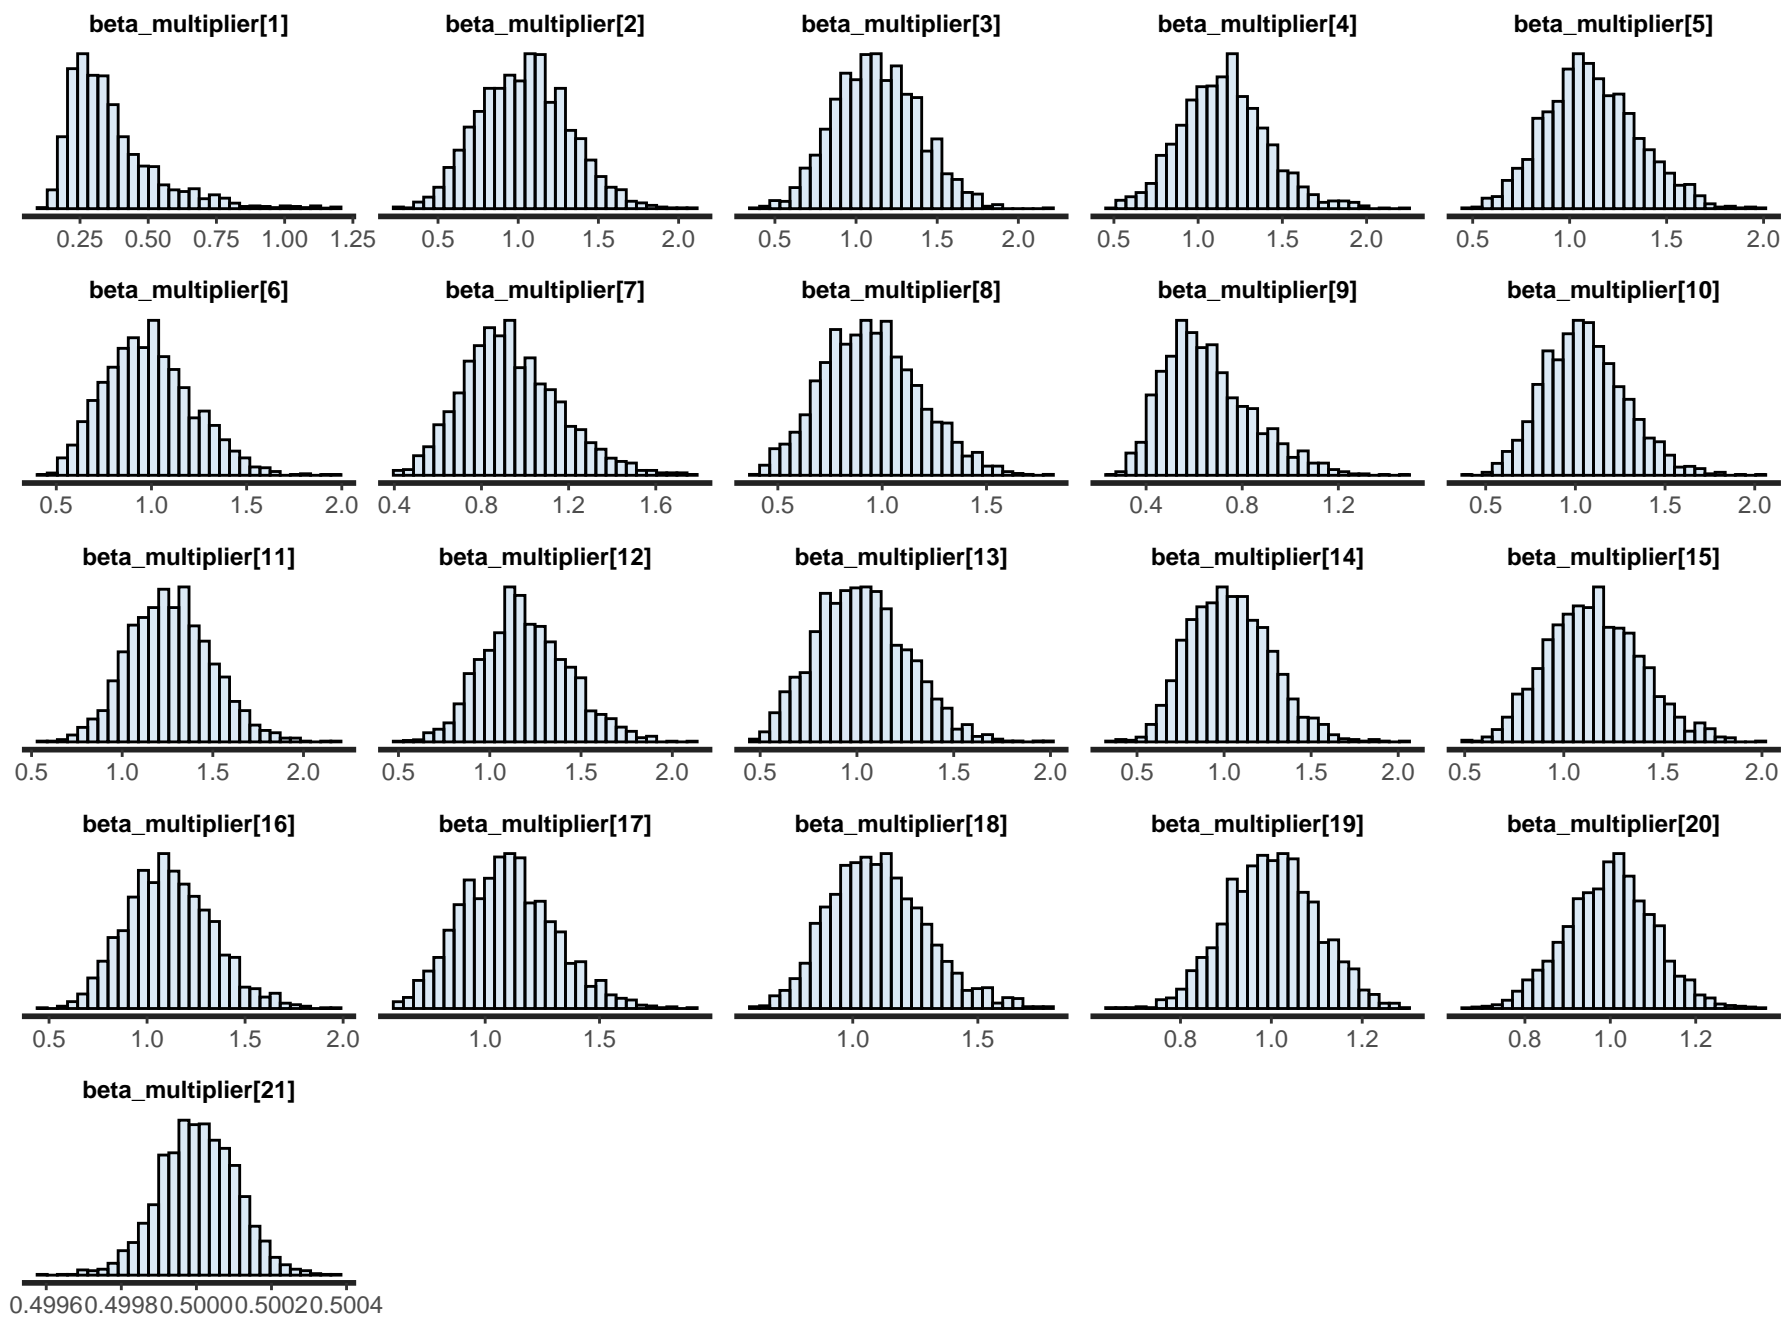 beta_multiplier[1] beta_multiplier[2] beta_multiplier[3] beta_multiplier[4] beta_multiplier[5]
0.25 0.50 0.75 1.00 1.25 0.5 1.0 1.5 2.0 0.5 1.0 1.5 2.0 0.5 1.0 1.5 2.0 0.5 1.0 1.5 2.0
beta_multiplier[6] beta_multiplier[7] beta_multiplier[8] beta_multiplier[9] beta_multiplier[10]
0.5 1.0 1.5 2.0 0.4 0.8 1.2 1.6 0.5 1.0 1.5 0.4 0.8 1.2 0.5 1.0 1.5 2.0
beta_multiplier[11] beta_multiplier[12] beta_multiplier[13] beta_multiplier[14] beta_multiplier[15]
0.5 1.0 1.5 2.0 0.5 1.0 1.5 2.0 0.5 1.0 1.5 2.0 0.5 1.0 1.5 2.0 0.5 1.0 1.5 2.0
beta_multiplier[16] beta_multiplier[17] beta_multiplier[18] beta_multiplier[19] beta_multiplier[20]
0.5 1.0 1.5 2.0 1.0 1.5 1.0 1.5 0.8 1.0 1.2 0.8 1.0 1.2
beta_multiplier[21]
0.4996 0.4998 0.5000 0.5002 0.5004